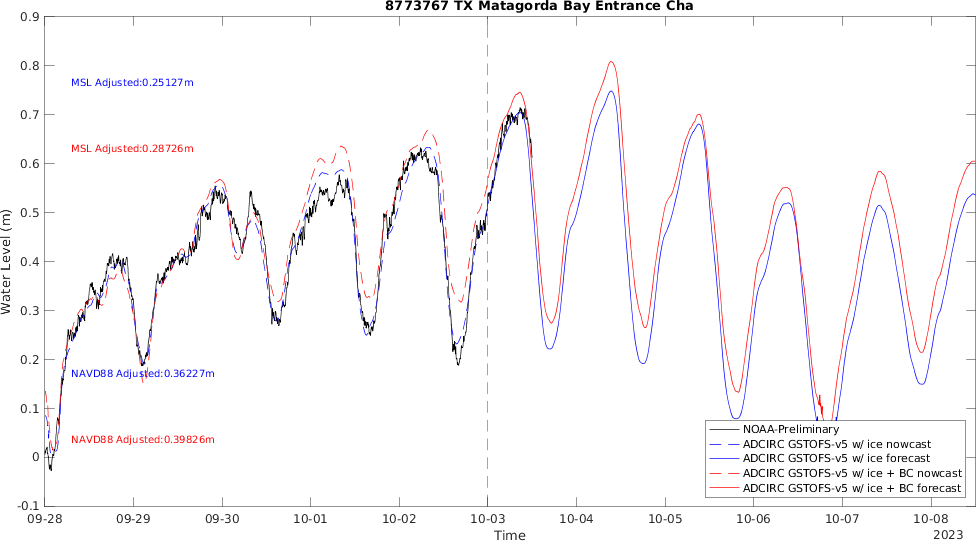 8773767 TX Matagorda Bay Entrance Cha
0.9
0.8
0.7
0.6
0.5
0.4
0.3
0.2
0.1
0
-0.1
Water Level (m)
MSL Adjusted:0.25127m
MSL Adjusted:0.28726m
NAVD88 Adjusted:0.36227m
NAVD88 Adjusted:0.39826m
NOAA-Preliminary
ADCIRC GSTOFS-v5 w/ ice nowcast
ADCIRC GSTOFS-v5 w/ ice forecast
ADCIRC GSTOFS-v5 w/ ice + BC nowcast
ADCIRC GSTOFS-v5 w/ ice + BC forecast
09-28 09-29 09-30 10-01 10-02 10-03 10-04 10-05 10-06 10-07 10-08
Time
2023